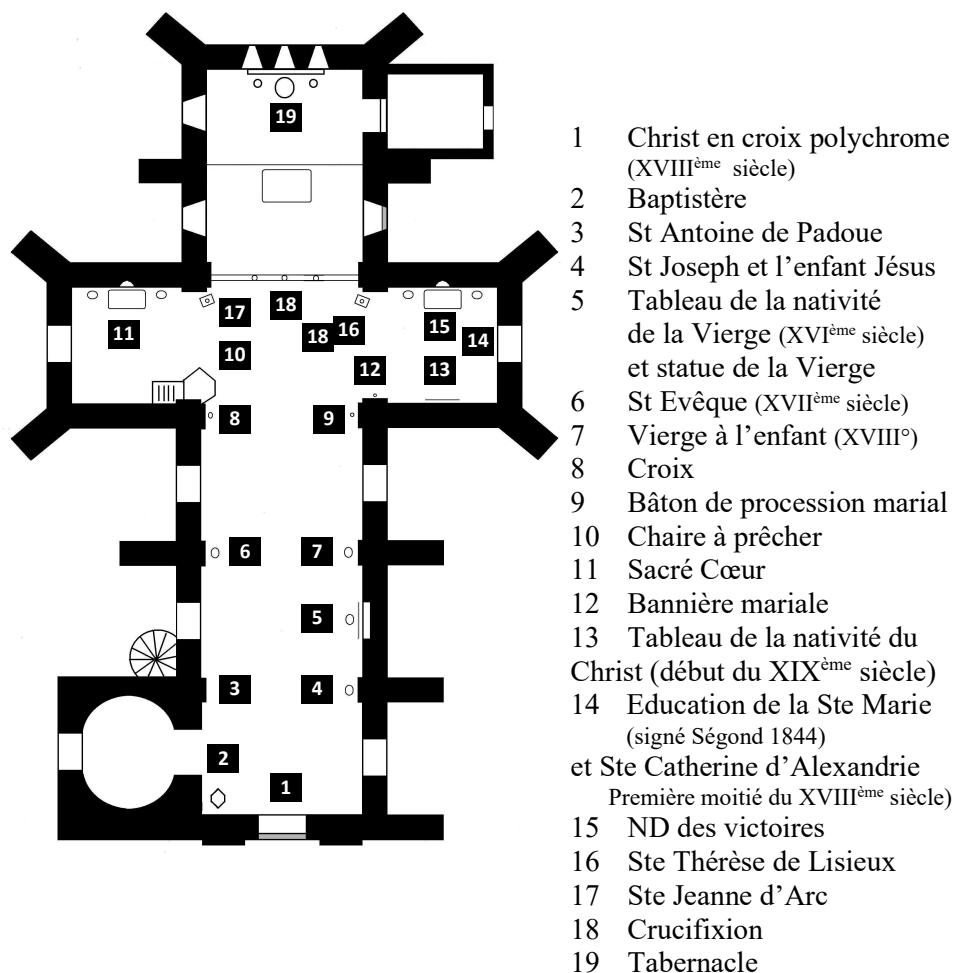 19
18
17
16
15
14
11
18
10
12
13
8
9
6
7
5
3
4
2
1
1 Christ en croix polychrome
(XVIIIème siècle)
2 Baptistère
3 St Antoine de Padoue
4 St Joseph et l’enfant Jésus
5 Tableau de la nativité
de la Vierge (XVIème siècle)
et statue de la Vierge
6 St Evêque (XVIIème siècle)
7 Vierge à l’enfant (XVIII°)
8 Croix
9 Bâton de procession marial
10 Chaire à prêcher
11 Sacré Cœur
12 Bannière mariale
13 Tableau de la nativité du
Christ (début du XIXème siècle)
14 Education de la Ste Marie
(signé Ségond 1844)
et Ste Catherine d’Alexandrie
Première moitié du XVIIIème siècle)
15 ND des victoires
16 Ste Thérèse de Lisieux
17 Ste Jeanne d’Arc
18 Crucifixion
19 Tabernacle